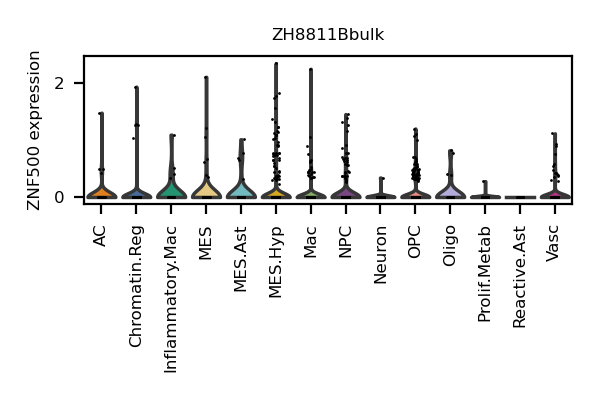 ZH8811Bbulk
ZNF500 expression
2
0
AC
Chromatin.Reg
Inflammatory.Mac
MES
MES.Ast
MES.Hyp
Mac
NPC
Neuron
OPC
Oligo
Prolif.Metab
Reactive.Ast
Vasc